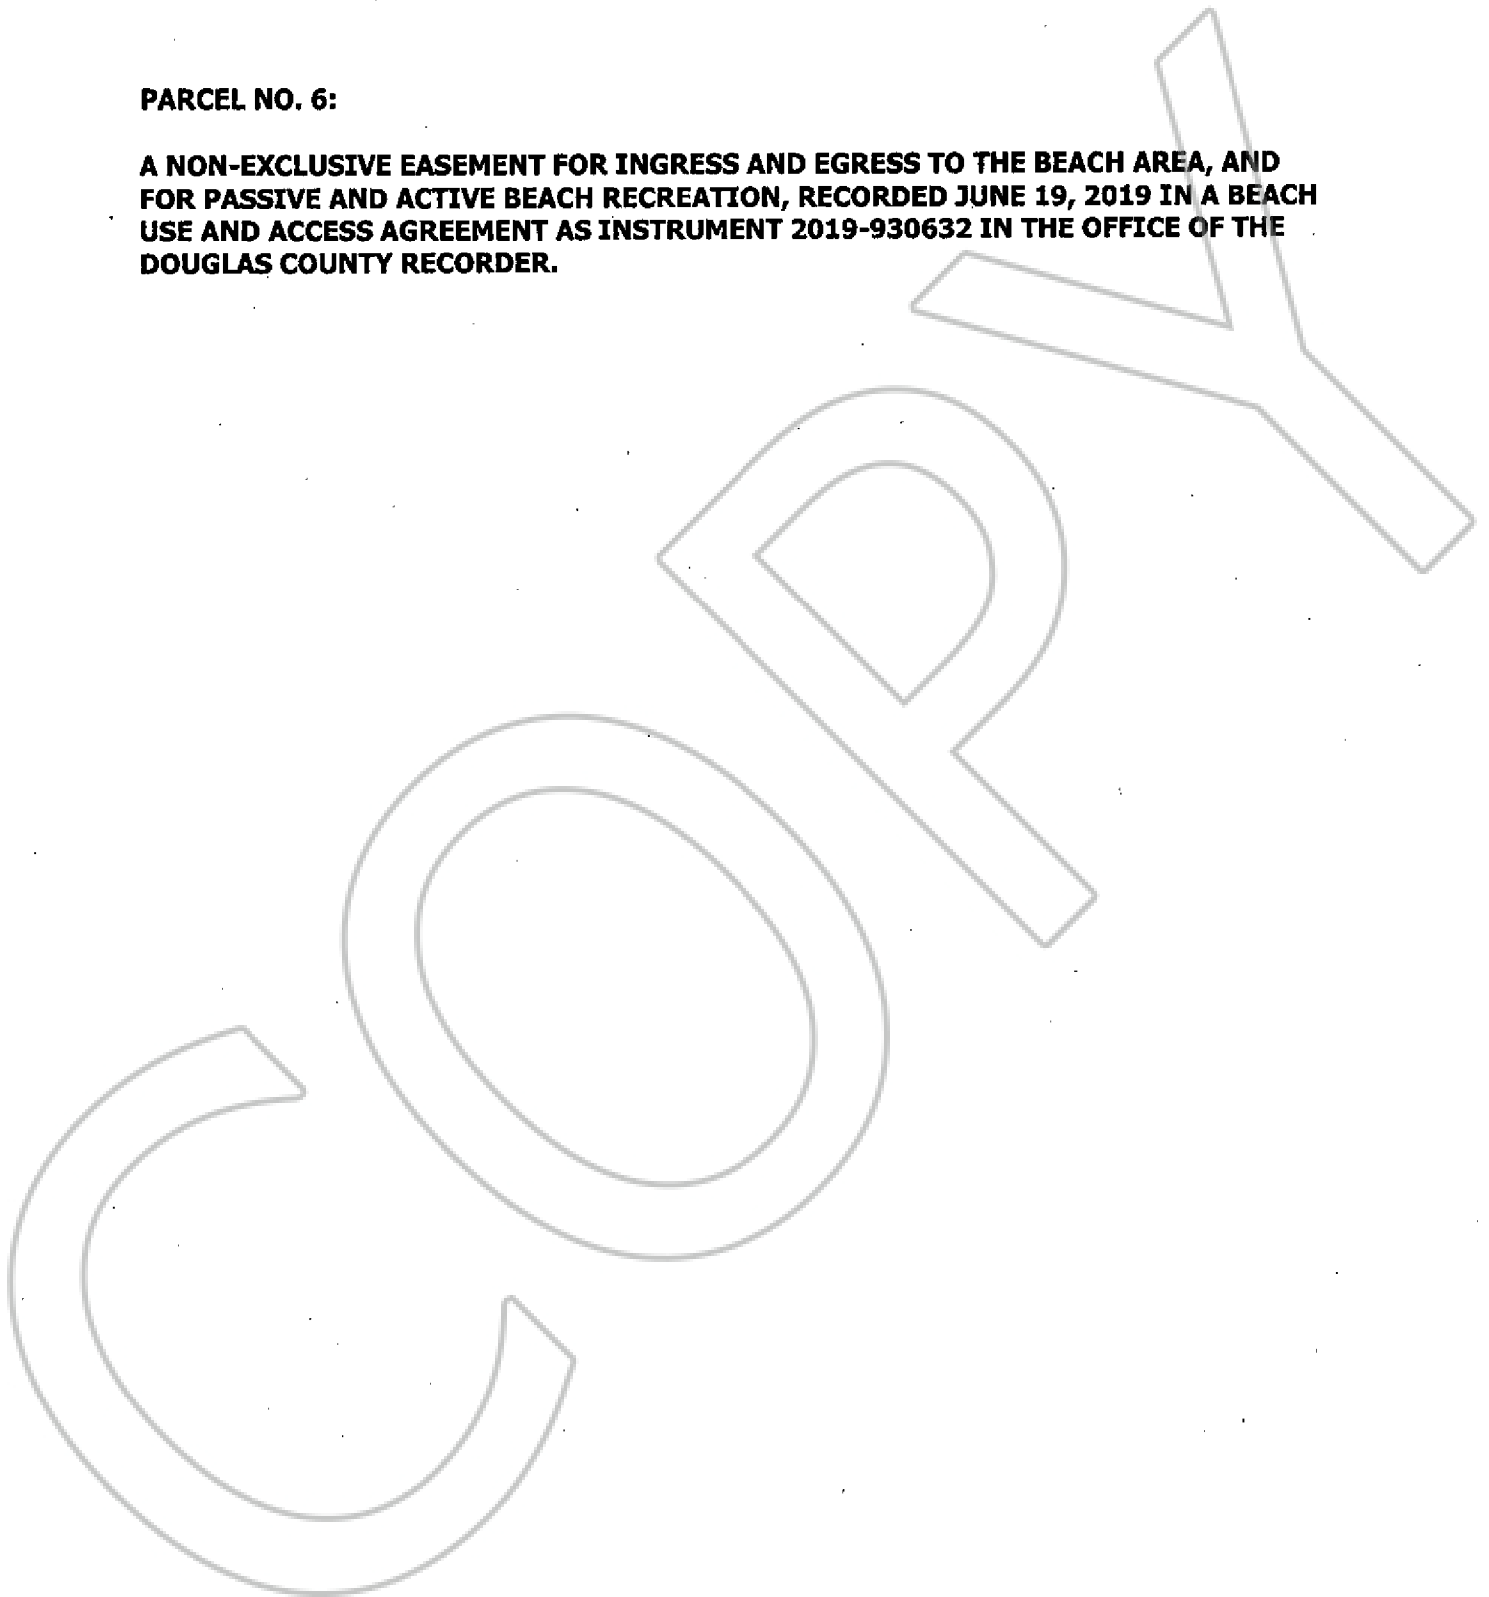 PARCEL NO. 6:
A NON-EXCLUSIVE EASEMENT FOR INGRESS AND EGRESS TO THE BEACH AREA, AND
FOR PASSIVE AND ACTIVE BEACH RECREATION, RECORDED JUNE 19, 2019 IN A BEACH
USE AND ACCESS AGREEMENT AS INSTRUMENT 2019-930632 IN THE OFFICE OF THE
DOUGLAS COUNTY RECORDER.
COPY